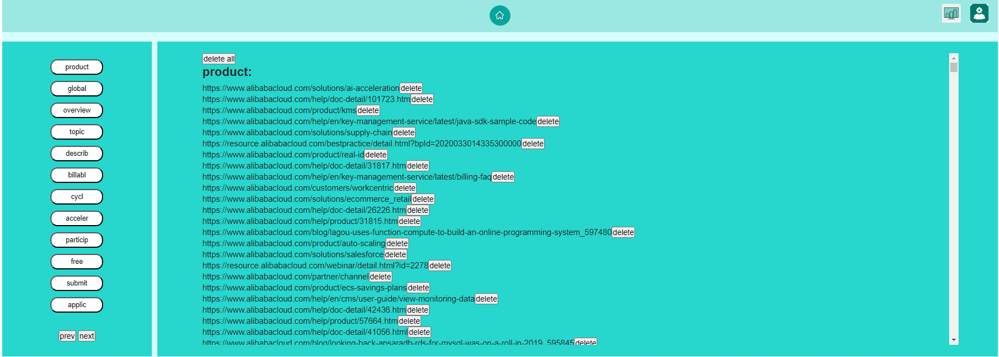 product
global
overview
topic
describ
billabl
cycl
acceler
particip
free
submit
applic
prev next
delete all
product:
https://www.alibabacloud.com/solutions/ai-acceleration delete
https://www.alibabacloud.com/help/doc-detail/101723.htm delete
https://www.alibabacloud.com/product/kms delete
https://www.alibabacloud.com/help/en/key-management-service/latest/java-sdk-sample-code delete
https://www.alibabacloud.com/solutions/supply-chain delete
https://resource.alibabacloud.com/bestpractice/detail.html?bpId=2020033014335300000 delete
https://www.alibabacloud.com/product/real-id delete
https://www.alibabacloud.com/help/doc-detail/31817.htm delete
https://www.alibabacloud.com/help/en/key-management-service/latest/billing-faq delete
https://www.alibabacloud.com/customers/workcentric delete
https://www.alibabacloud.com/solutions/ecommerce_retail delete
https://www.alibabacloud.com/help/doc-detail/26226.htm delete
https://www.alibabacloud.com/help/product/31815.htm delete
https://www.alibabacloud.com/blog/lagou-uses-function-compute-to-build-an-online-programming-system_597480 delete
https://www.alibabacloud.com/product/auto-scaling delete
https://www.alibabacloud.com/solutions/salesforce delete
https://resource.alibabacloud.com/webinar/detail.html?id=2278 delete
https://www.alibabacloud.com/partner/channel delete
https://www.alibabacloud.com/product/ecs-savings-plans delete
https://www.alibabacloud.com/help/en/cms/user-guide/view-monitoring-data delete
https://www.alibabacloud.com/help/doc-detail/42436.htm delete
https://www.alibabacloud.com/help/product/57664.htm delete
https://www.alibabacloud.com/help/doc-detail/41056.html delete
https://www.alibabacloud.com/blog/looking-back-apsaradb-rds-for-mysql-was-on-a-roll-in-2019_595845 delete